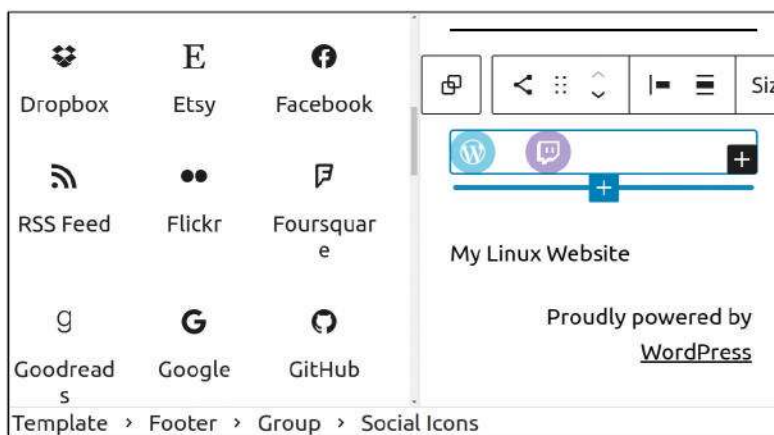 Dropbox Etsy Facebook
RSS Feed Flickr Foursquar
e
Goodread Google GitHub
s
Siz
My Linux Website
Proudly powered by
WordPress
Template > Footer > Group > Social Icons